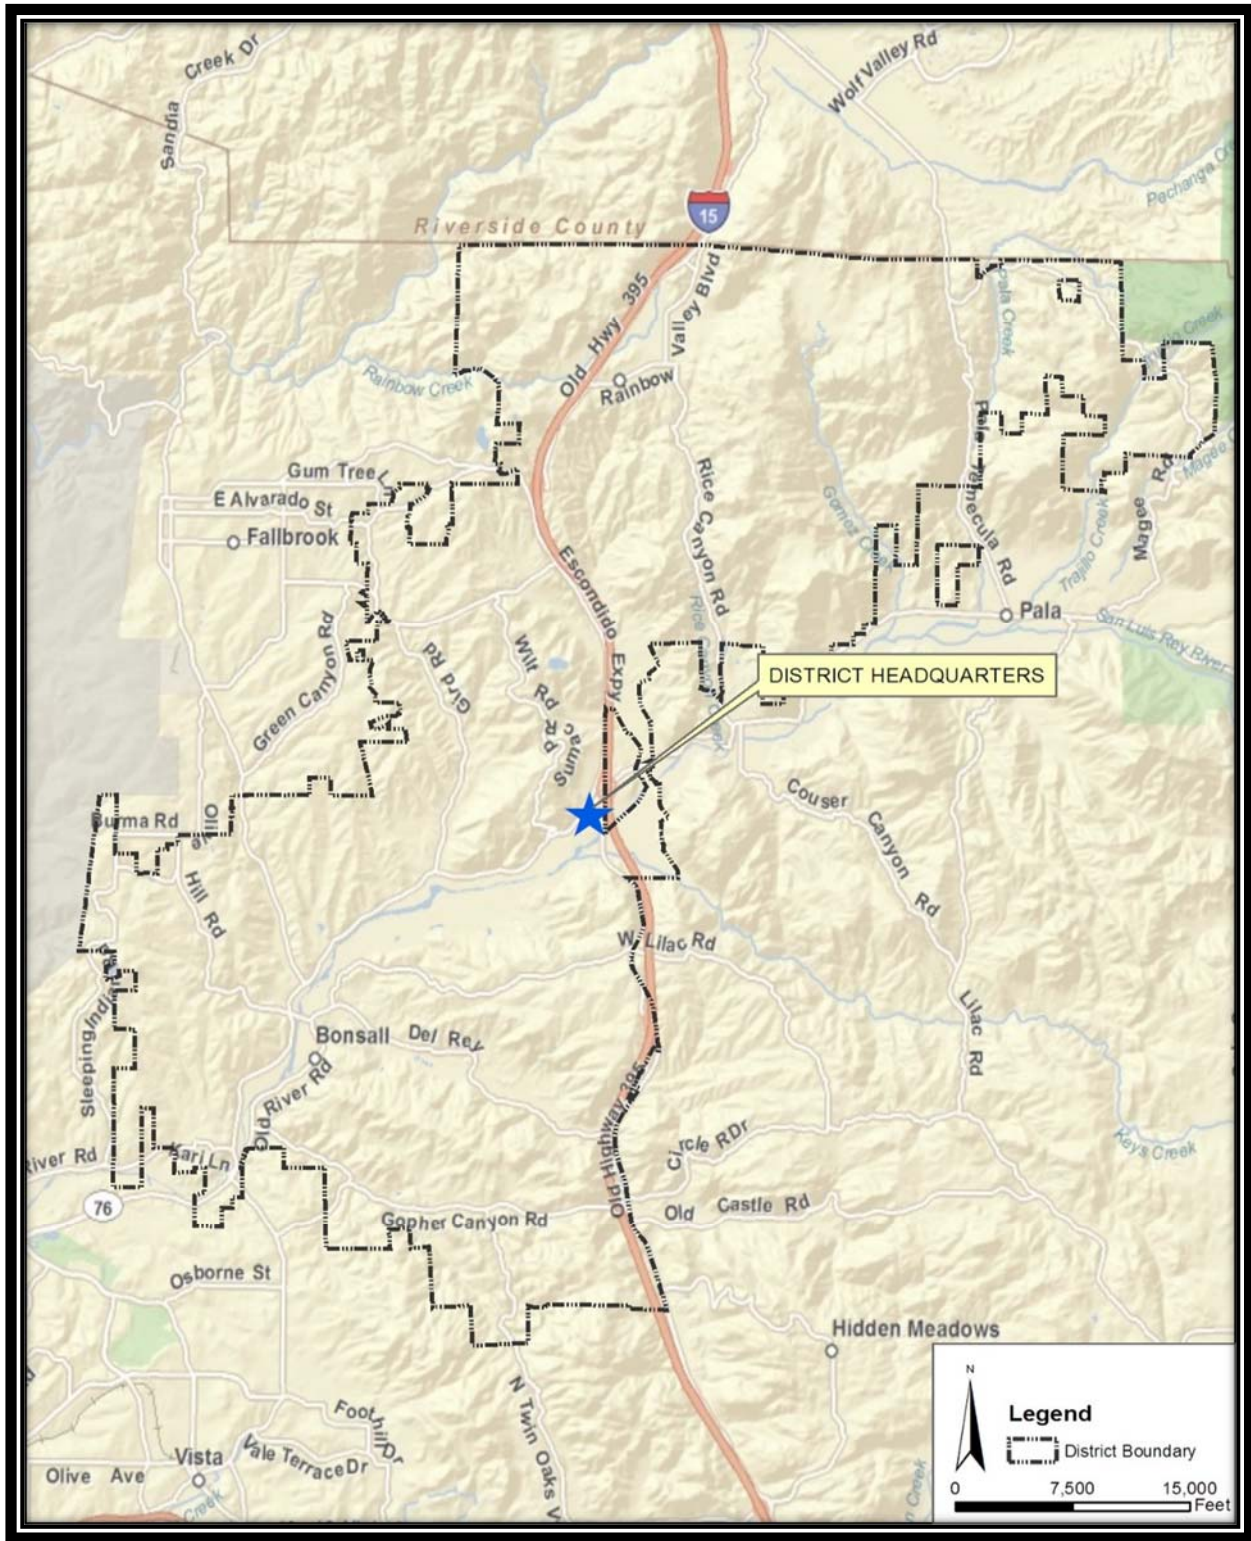 Creek Dr
Sandia
Wolf Valley Rd
Pechanga
15
Riverside County
Old Hwy 395
Valley Blvd
Pala Creek
Rainbow Creek
Rainbow
Gum Tree Ln
E Alvarado St
Fallbrook
Rice Canyon Rd
Gomez Creek
Pala Temecula Rd
Trujillo Creek
Magee Rd
Escondido Expy
Pala
San Luis Rey River
Green Canyon Rd
Gird Rd
Wilt Rd
Sumac Rd
DISTRICT HEADQUARTERS
Couser Canyon Rd
Burma Rd
Olive Hill Rd
W Lilac Rd
Lilac Rd
Sleeping Indian
Bonsall
Del Rey
Old River Rd
Old Highway 395
Circle R Dr
Keys Creek
River Rd
Kari Ln
76
Gopher Canyon Rd
Old Castle Rd
Osborne St
Hidden Meadows
N Twin Oaks V
Foothill Dr
Vista
Vale Terrace Dr
Olive Ave
Creek
N
Legend
District Boundary
0 7,500 15,000
Feet